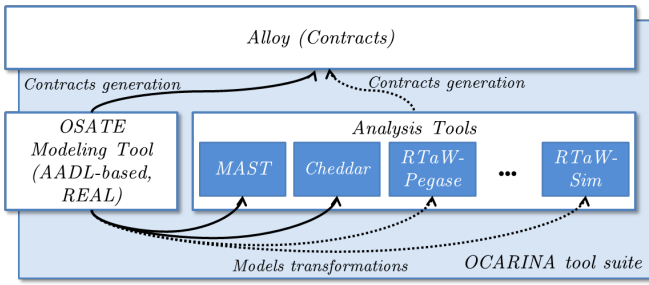 Alloy (Contracts)
Contracts generation
Contracts generation
OSATE
Modeling Tool
(AADL-based,
REAL)
Analysis Tools
MAST
Cheddar
RTaW-
Pegase
...
RTaW-
Sim
Models transformations
OCARINA tool suite